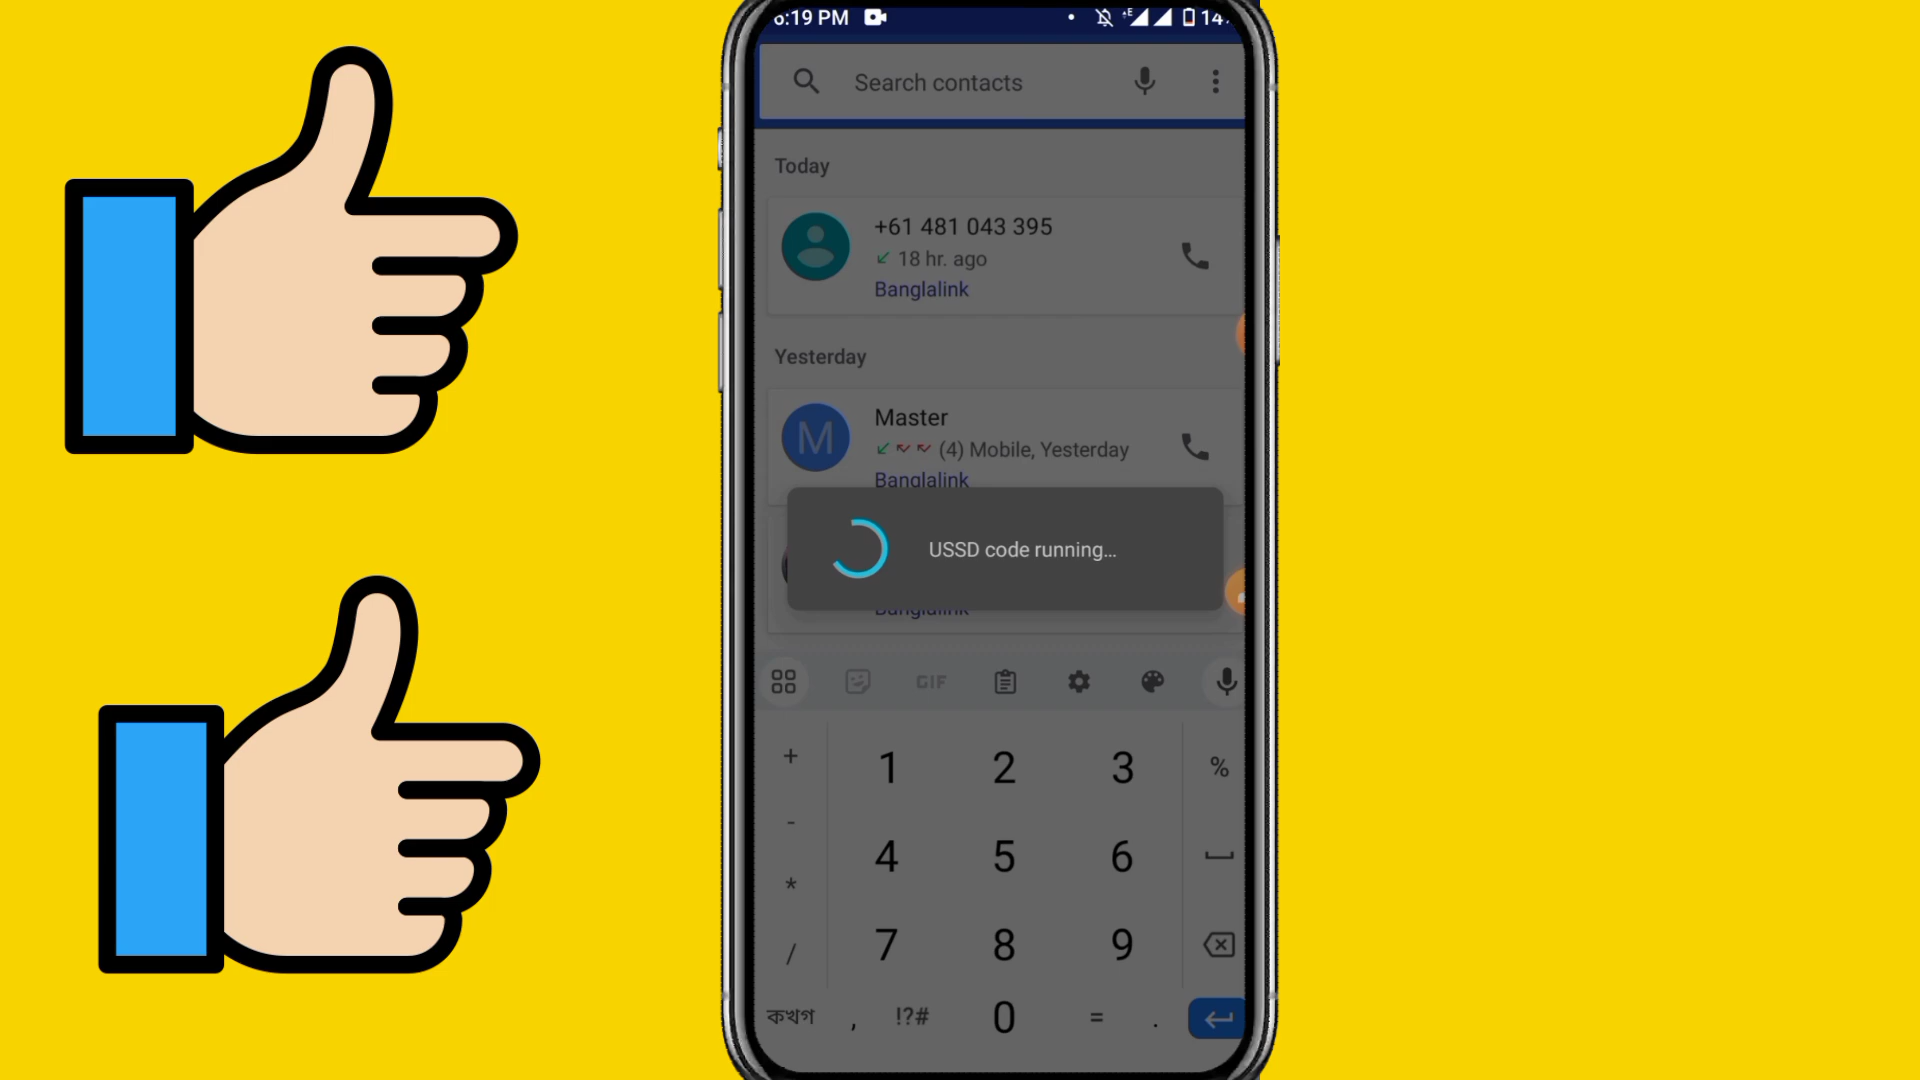 6:19 PM
E
14
Search contacts
Today
+61 481 043 395
18 hr. ago
Banglalink
Yesterday
M
Master
(4) Mobile, Yesterday
Banglalink
USSD code running...
Banglalink
GIF
+ 1 2 3 %
- 4 5 6
* 7 8 9
/
কখগ , !?# 0 = .